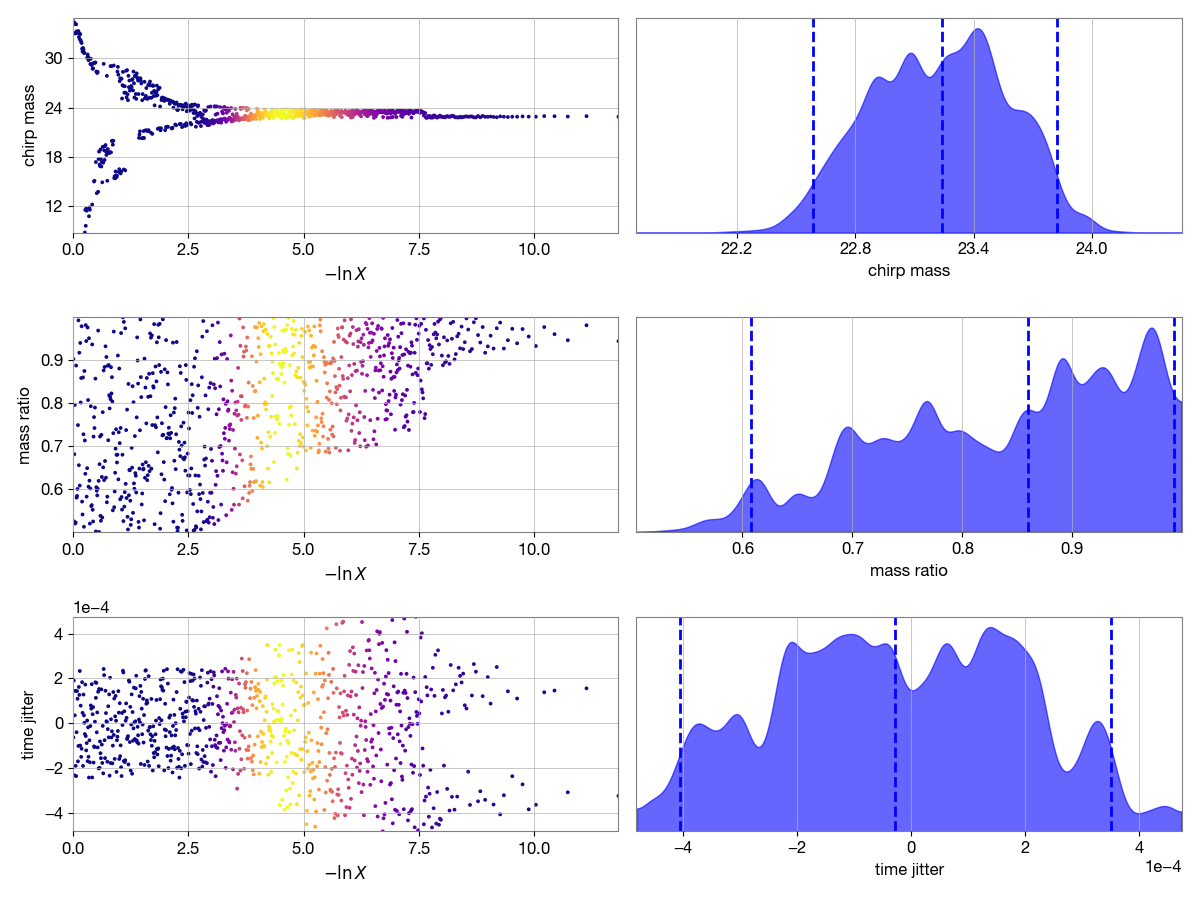 30
24
18
12
chirp mass
0.0 2.5 5.0 7.5 10.0
−ln X
22.2 22.8 23.4 24.0
chirp mass
0.9
0.8
0.7
0.6
mass ratio
0.0 2.5 5.0 7.5 10.0
−ln X
0.6 0.7 0.8 0.9
mass ratio
1e−4
4
2
0
−2
−4
time jitter
0.0 2.5 5.0 7.5 10.0
−ln X
−4 −2 0 2 4
1e−4
time jitter